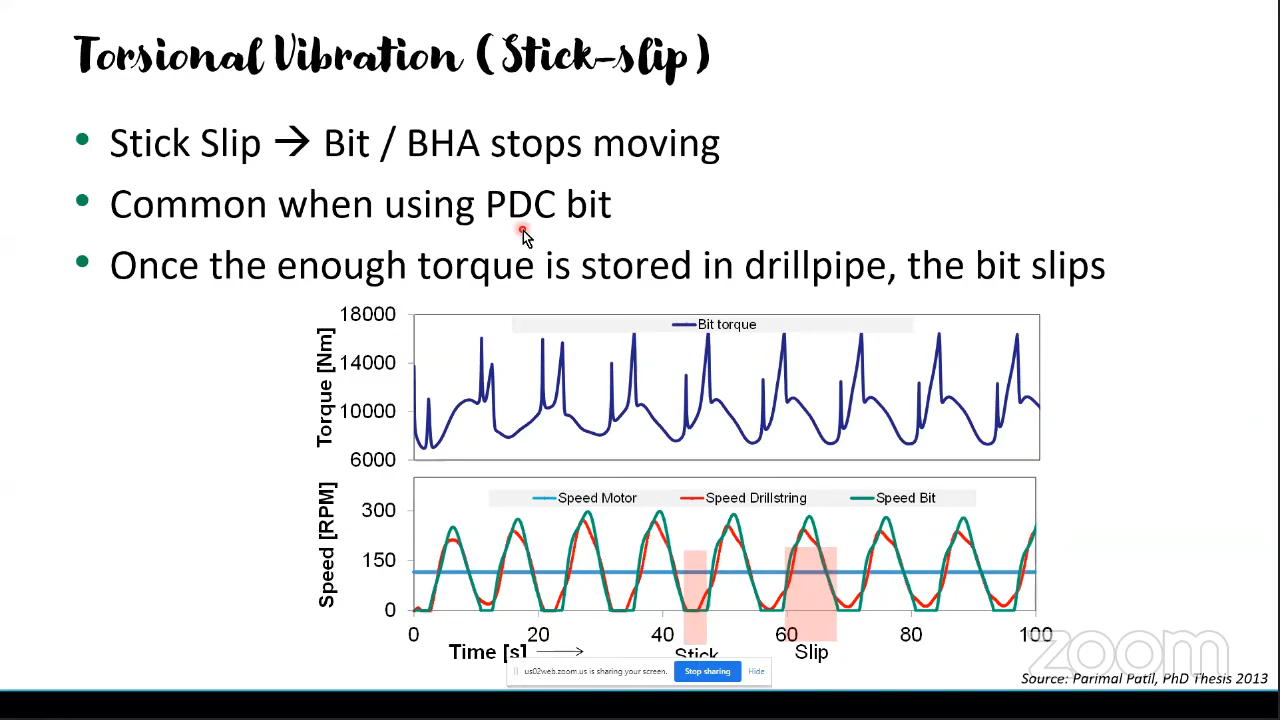 Torsional Vibration (Stick-slip)
• Stick Slip → Bit / BHA stops moving
• Common when using PDC bit
• Once the enough torque is stored in drillpipe, the bit slips
Bit torque
Torque [Nm]
18000
14000
10000
6000
Speed Motor Speed Drillstring Speed Bit
Speed [RPM]
300
150
0
0 20 40 60 80 100
Time [s] → Stick Slip
zoom
us02web.zoom.us is sharing your screen. Stop sharing Hide
Source: Parimal Patil, PhD Thesis 2013